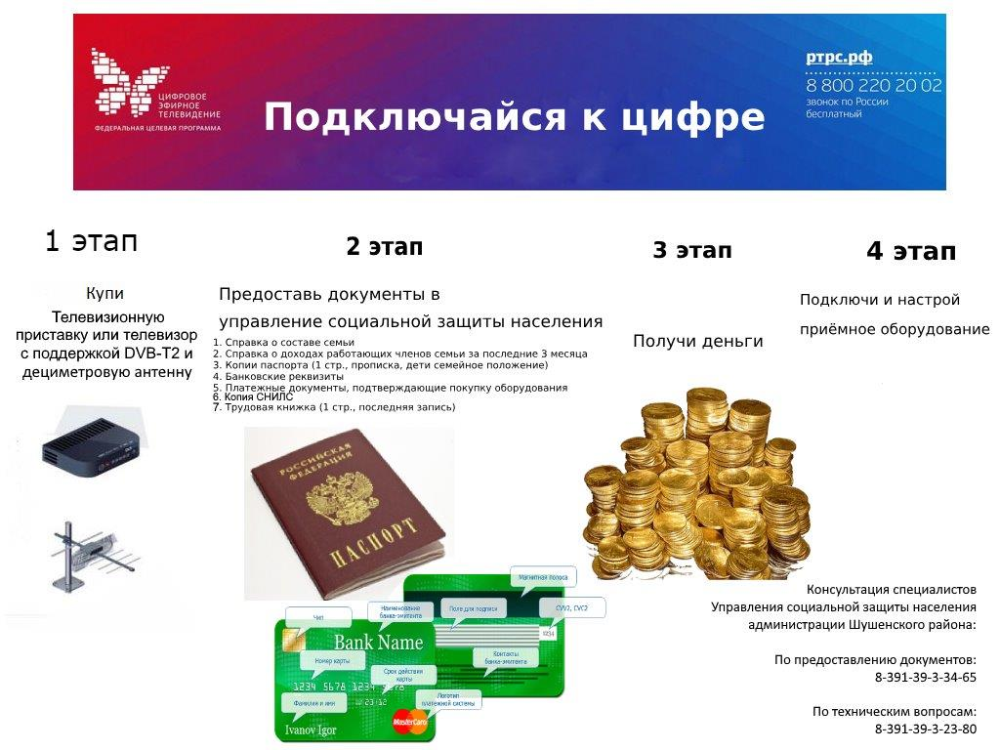 ЦИФРОВОЕ
ЭФИРНОЕ
ТЕЛЕВИДЕНИЕ
ФЕДЕРАЛЬНАЯ ЦЕЛЕВАЯ ПРОГРАММА
Подключайся к цифре
ртрс.рф
8 800 220 20 02
звонок по России
бесплатный
1 этап
Купи
Телевизионную
приставку или телевизор
с поддержкой DVB-T2 и
дециметровую антенну
2 этап
Предоставь документы в
управление социальной защиты населения
1. Справка о составе семьи
2. Справка о доходах работающих членов семьи за последние 3 месяца
3. Копии паспорта (1 стр., прописка, дети семейное положение)
4. Банковские реквизиты
5. Платежные документы, подтверждающие покупку оборудования
6. Копия СНИЛС
7. Трудовая книжка (1 стр., последняя запись)
РОССИЙСКАЯ
ФЕДЕРАЦИЯ
ПАСПОРТ
Магнитная полоса
Чип
Наименование
банка-эмитента
Поле для подписи
CVV2, CVC2
1234
Bank Name
Номер карты
Контакты
банка-эмитента
Срок действия
карты
1234 5678 1234 5678
23/12
Фамилия и имя
Логотип
платежной системы
Ivanov Igor
MasterCard
3 этап
Получи деньги
4 этап
Подключи и настрой
приёмное оборудование
Консультация специалистов
Управления социальной защиты населения
администрации Шушенского района:
По предоставлению документов:
8-391-39-3-34-65
По техническим вопросам:
8-391-39-3-23-80